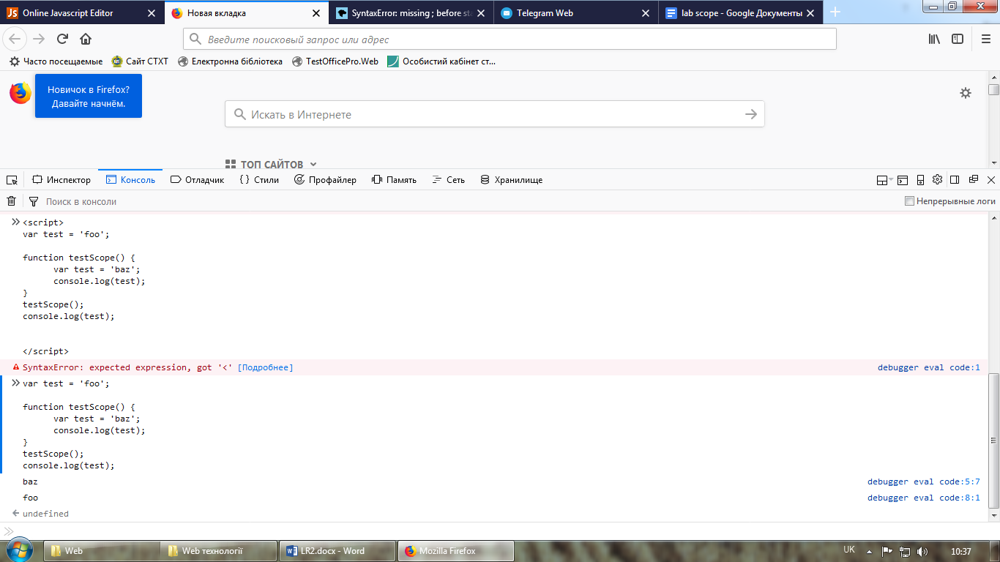 Online Javascript Editor
Новая вкладка
SyntaxError: missing ; before sta
Telegram Web
lab scope - Google Документы
Введите поисковый запрос или адрес
Часто посещаемые
Сайт СТХТ
Електронна бібліотека
TestOfficePro.Web
Особистий кабінет ст...
Новичок в Firefox?
Давайте начнём.
Искать в Интернете
ТОП САЙТОВ
Инспектор
Консоль
Отладчик
Стили
Профайлер
Память
Сеть
Хранилище
Поиск в консоли
Непрерывные логи
<script>
var test = 'foo';
function testScope() {
var test = 'baz';
console.log(test);
}
testScope();
console.log(test);
</script>
SyntaxError: expected expression, got '<' [Подробнее]
debugger eval code:1
var test = 'foo';
function testScope() {
var test = 'baz';
console.log(test);
}
testScope();
console.log(test);
baz
debugger eval code:5:7
foo
debugger eval code:8:1
undefined
Web
Web технології
LR2.docx - Word
Mozilla Firefox
UK
10:37